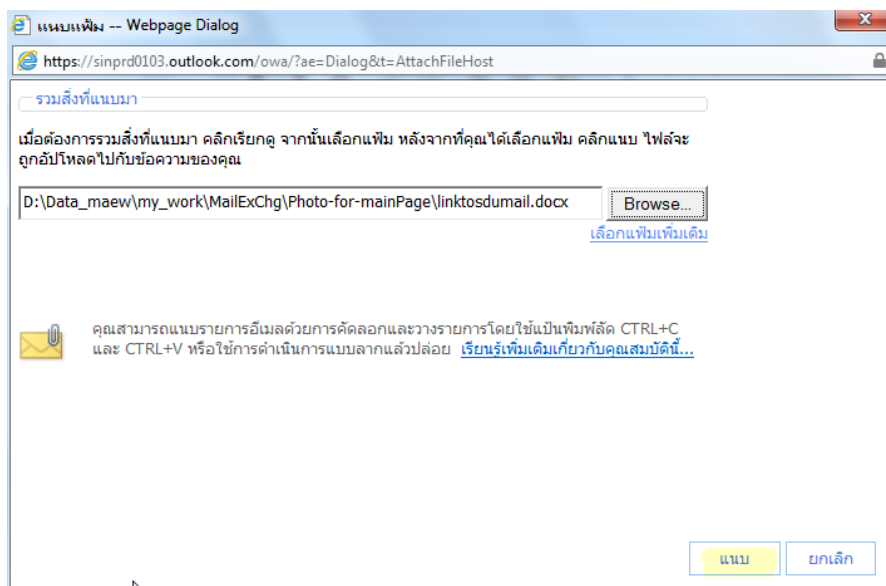 แนบแฟ้ม -- Webpage Dialog
https://sinprd0103.outlook.com/owa/?ae=Dialog&t=AttachFileHost
รวมสิ่งที่แนบมา
เมื่อต้องการรวมสิ่งที่แนบมา คลิกเรียกดู จากนั้นเลือกแฟ้ม หลังจากที่คุณได้เลือกแฟ้ม คลิกแนบ ไฟล์จะ
ถูกอัปโหลดไปกับข้อความของคุณ
D:\Data_maew\my_work\MailExChg\Photo-for-mainPage\linktosdumail.docx Browse...
เลือกแฟ้มเพิ่มเติม
คุณสามารถแนบรายการอีเมลด้วยการคัดลอกและวางรายการโดยใช้แป้นพิมพ์ลัด CTRL+C
และ CTRL+V หรือใช้การดำเนินการแบบลากแล้วปล่อย เรียนรู้เพิ่มเติมเกี่ยวกับคุณสมบัตินี้...
แนบ ยกเลิก